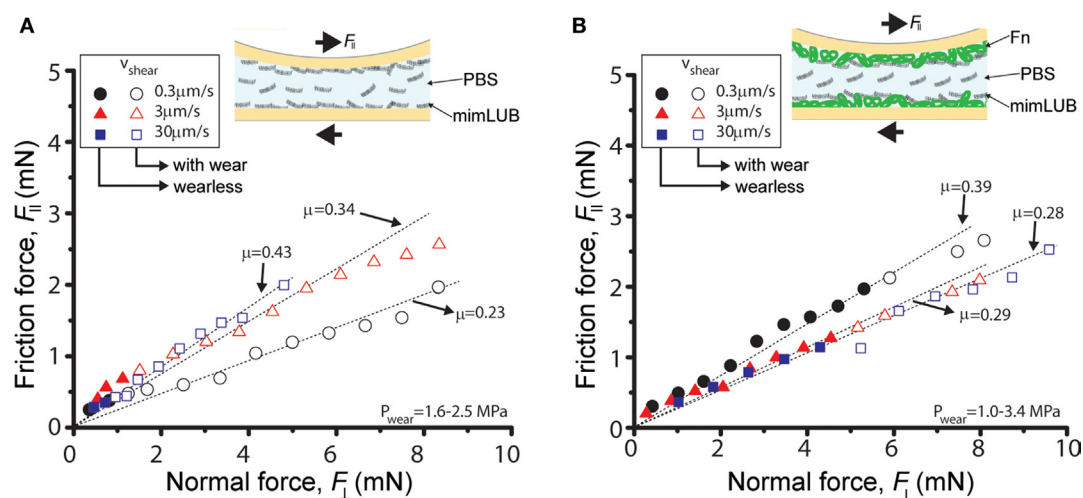 A
F||
5
v shear
0.3μm/s
3μm/s
30μm/s
PBS
mimLUB
with wear
wearless
4
3
2
1
0
μ=0.34
μ=0.43
μ=0.23
P wear=1.6-2.5 MPa
0 2 4 6 8 10
Friction force, F|| (mN)
Normal force, F⊥ (mN)
B
F||
Fn
5
v shear
0.3μm/s
3μm/s
30μm/s
PBS
mimLUB
with wear
wearless
4
3
2
1
0
μ=0.39
μ=0.28
μ=0.29
P wear=1.0-3.4 MPa
0 2 4 6 8 10
Friction force, F|| (mN)
Normal force, F⊥ (mN)